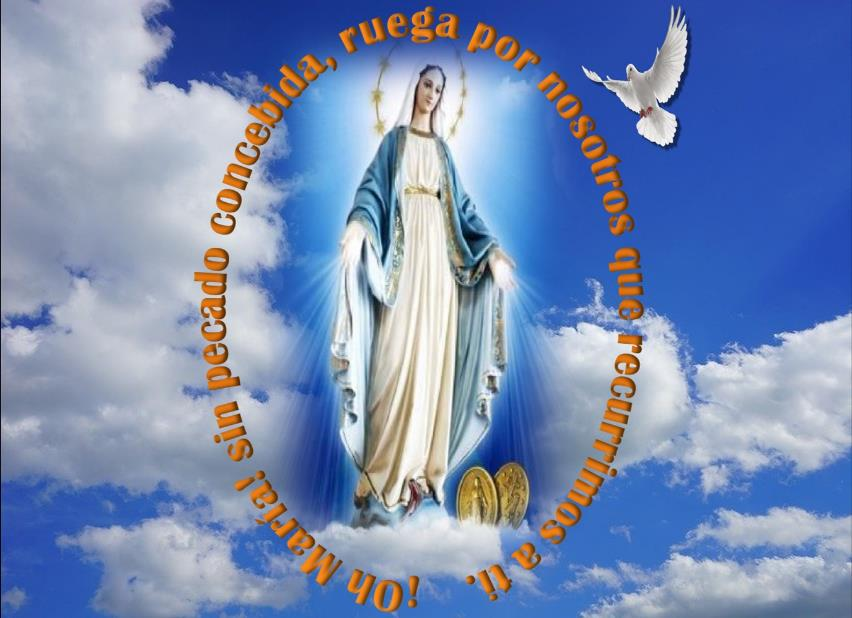 ¡Oh María! sin pecado concebida, ruega por nosotros que recurrimos a ti.